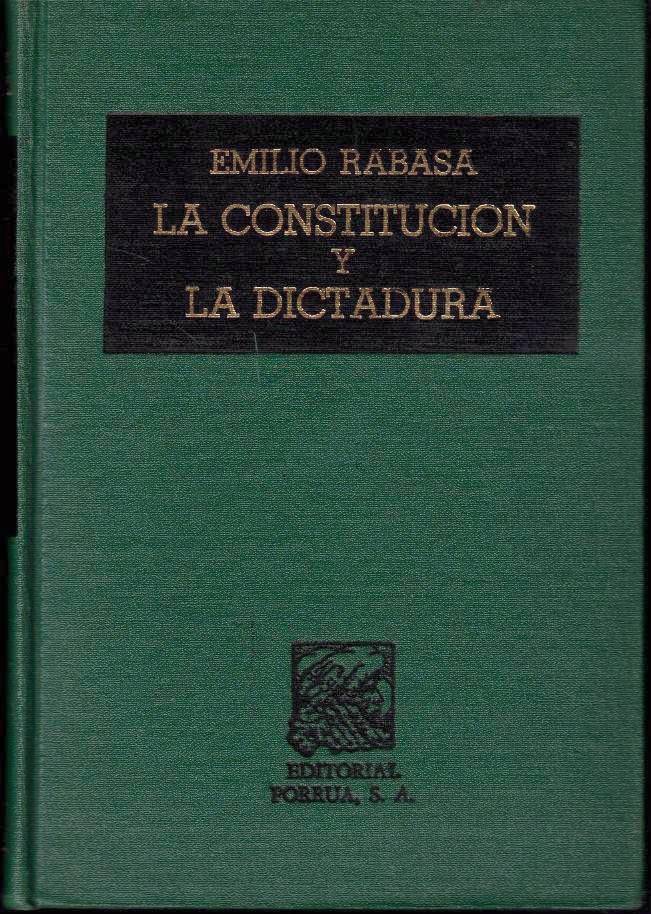 EMILIO RABASA
LA CONSTITUCION
Y
LA DICTADURA
EDITORIAL
PORRUA, S. A.